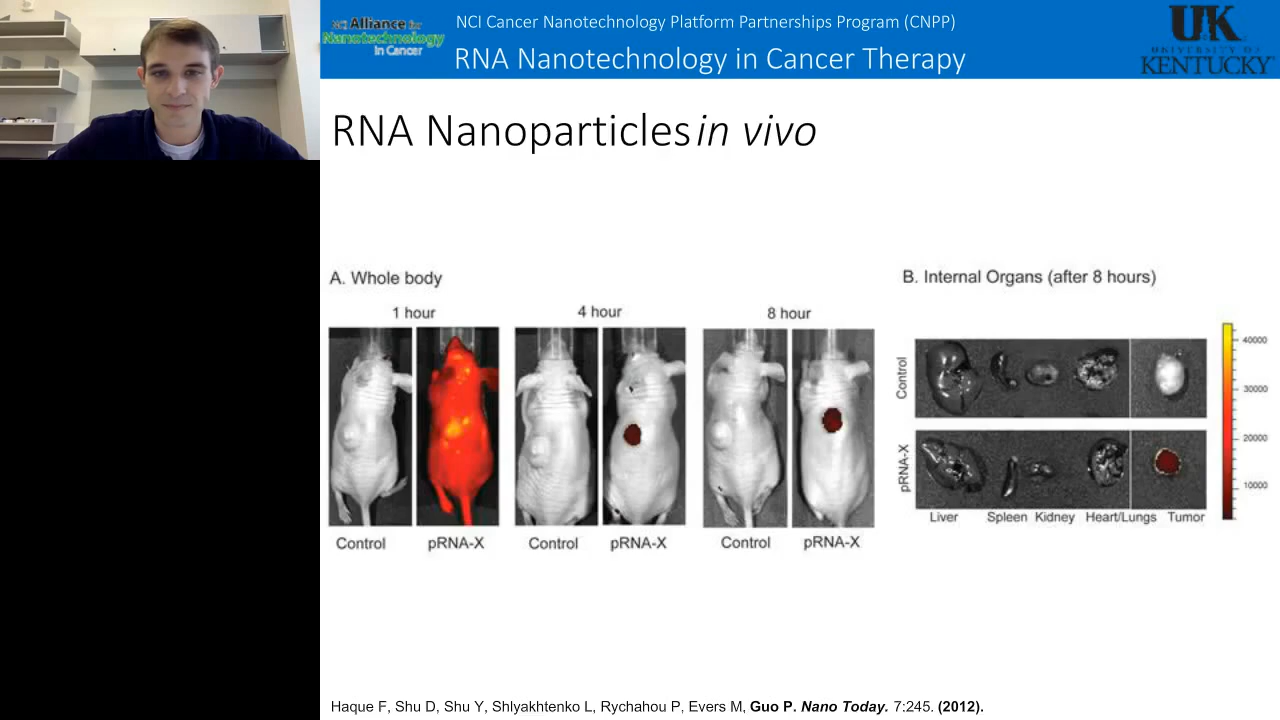 NCI Alliance for
Nanotechnology
in Cancer
NCI Cancer Nanotechnology Platform Partnerships Program (CNPP)
RNA Nanotechnology in Cancer Therapy
UK
UNIVERSITY OF
KENTUCKY
RNA Nanoparticles in vivo
A. Whole body
1 hour
4 hour
8 hour
Control
pRNA-X
Control
pRNA-X
Control
pRNA-X
B. Internal Organs (after 8 hours)
Control
pRNA-X
Liver
Spleen
Kidney
Heart/Lungs
Tumor
40000
30000
20000
10000
Haque F, Shu D, Shu Y, Shlyakhtenko L, Rychahou P, Evers M, Guo P. Nano Today. 7:245. (2012).